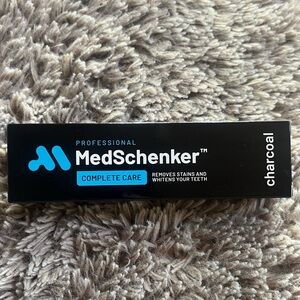 PROFESSIONAL
MedSchenker™
COMPLETE CARE
REMOVES STAINS AND
WHITENS YOUR TEETH
charcoal